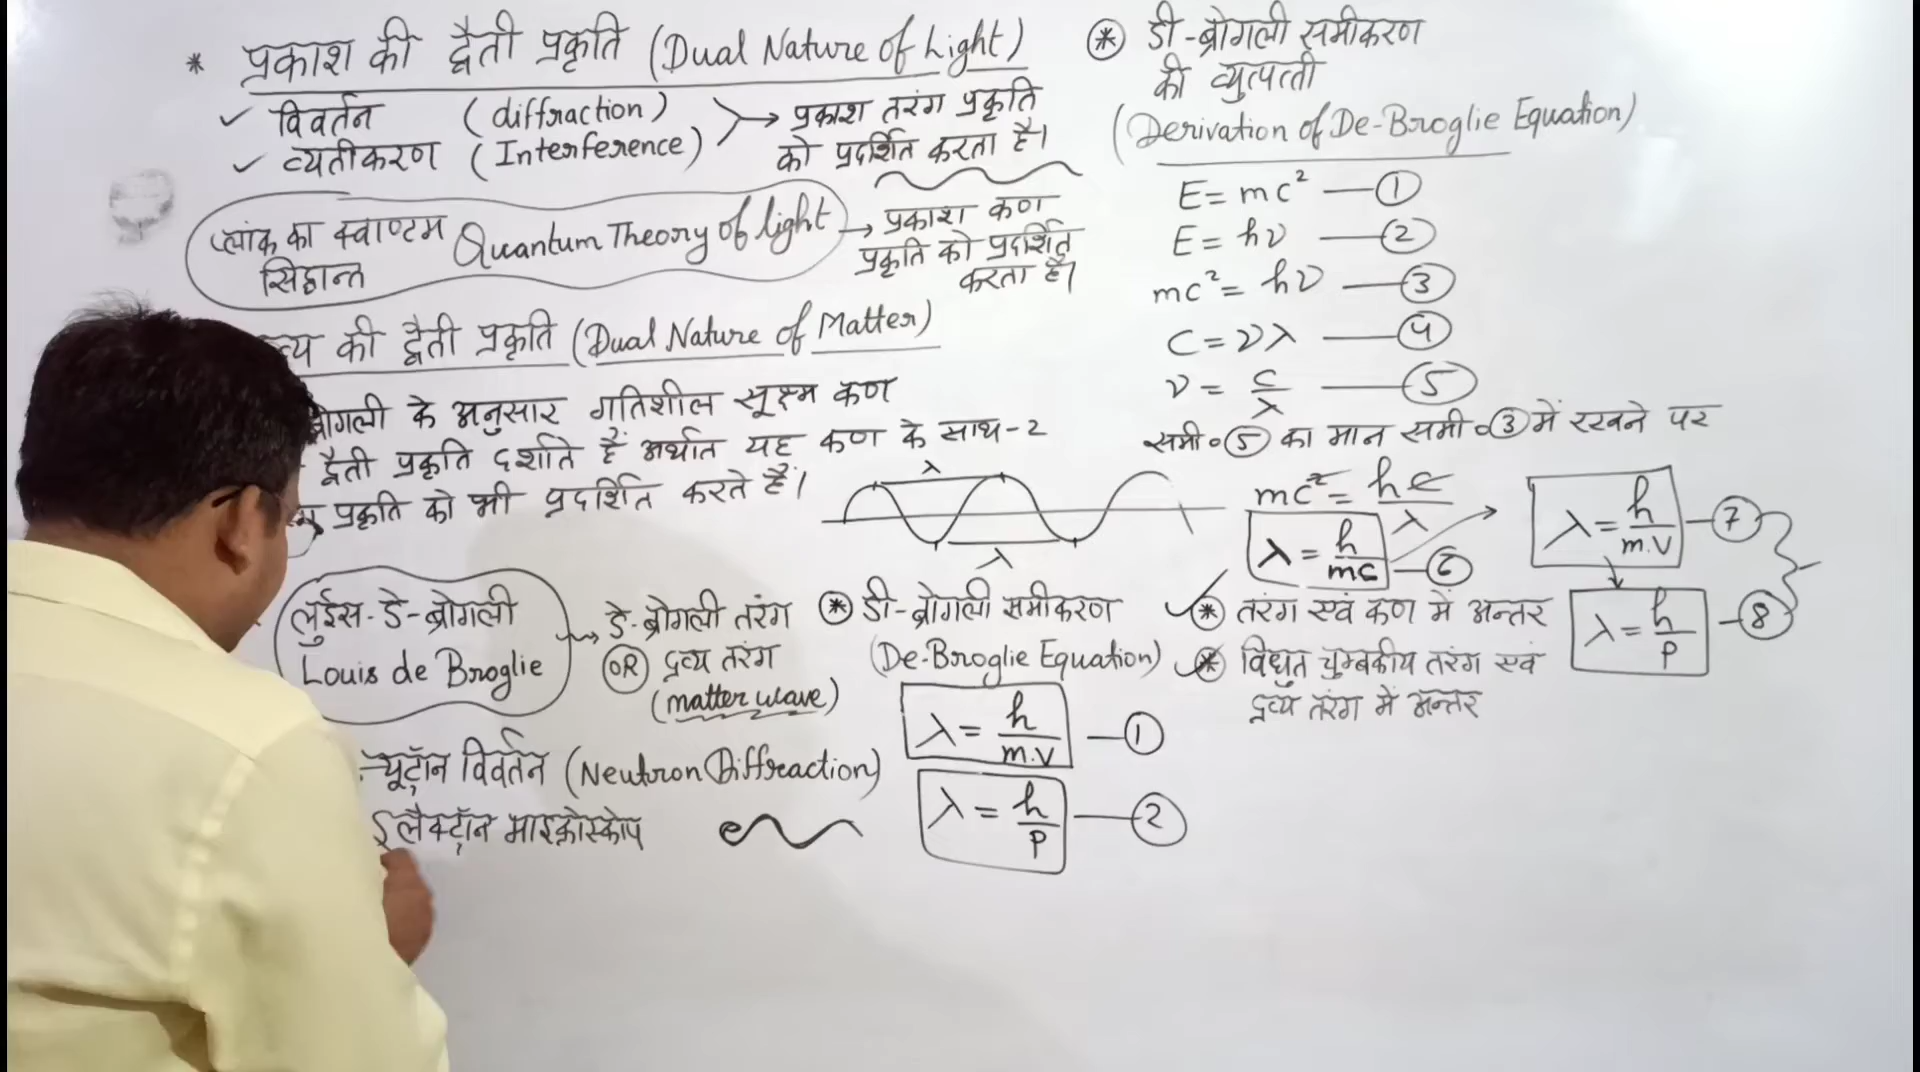 * प्रकाश की द्वैती प्रकृति (Dual Nature of Light)
✓ विवर्तन (diffraction)
✓ व्यतीकरण (Interference)
→ प्रकाश तरंग प्रकृति
को प्रदर्शित करता है।
प्लांक का क्वाण्टम
सिद्धान्त
Quantum Theory of light
→ प्रकाश कण
प्रकृति को प्रदर्शित
करता है।
की द्वैती प्रकृति (Dual Nature of Matter)
के अनुसार गतिशील सूक्ष्म कण
द्वैती प्रकृति दर्शाते हैं अर्थात यह कण के साथ-2
प्रकृति को भी प्रदर्शित करते हैं।
λ
λ
लुईस-डे-ब्रोगली
Louis de Broglie
→ डे-ब्रोगली तरंग
OR द्रव्य तरंग
(matter wave)
न्यूट्रॉन विवर्तन (Neutron Diffraction)
इलैक्ट्रॉन माइक्रोस्कोप
* डी-ब्रोगली समीकरण
(De-Broglie Equation)
λ = h/m.v — 1
λ = h/p — 2
* डी-ब्रोगली समीकरण
की व्युत्पत्ती
(Derivation of De-Broglie Equation)
E = mc² — 1
E = hν — 2
mc² = hν — 3
C = νλ — 4
ν = c/λ — 5
समी॰ 5 का मान समी॰ 3 में रखने पर
mc² = hc/λ
λ = h/mc — 6
λ = h/m.v — 7
λ = h/p — 8
✓ * तरंग एवं कण में अन्तर
✓ * विधुत चुम्बकीय तरंग एवं
द्रव्य तरंग में अन्तर